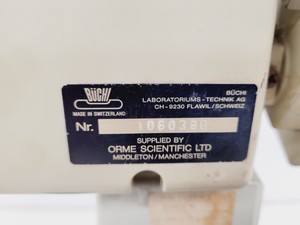 BÜCHI
MADE IN SWITZERLAND
BÜCHI
LABORATORIUMS-TECHNIK AG
CH-9230 FLAWIL/SCHWEIZ
Nr.
SUPPLIED BY
ORME SCIENTIFIC LTD
MIDDLETON/MANCHESTER